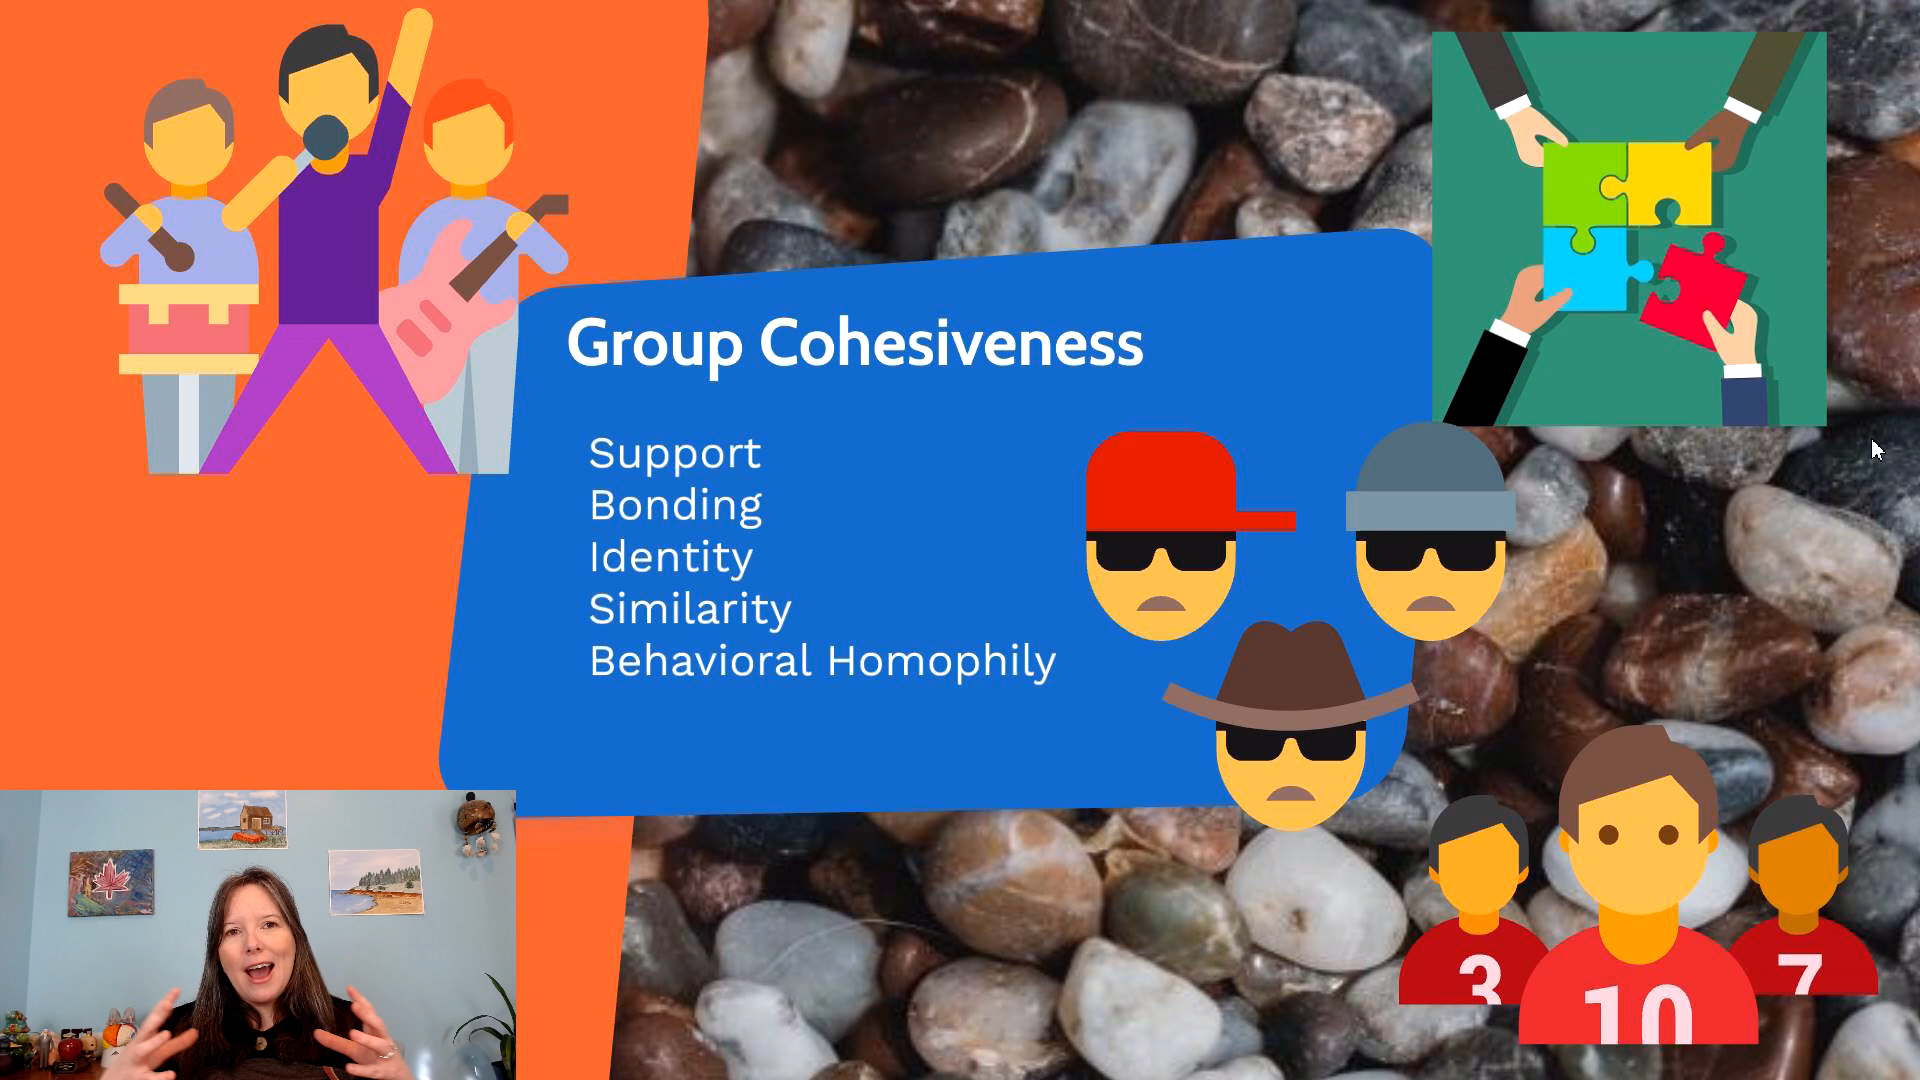 Group Cohesiveness
Support
Bonding
Identity
Similarity
Behavioral Homophily
3
10
7